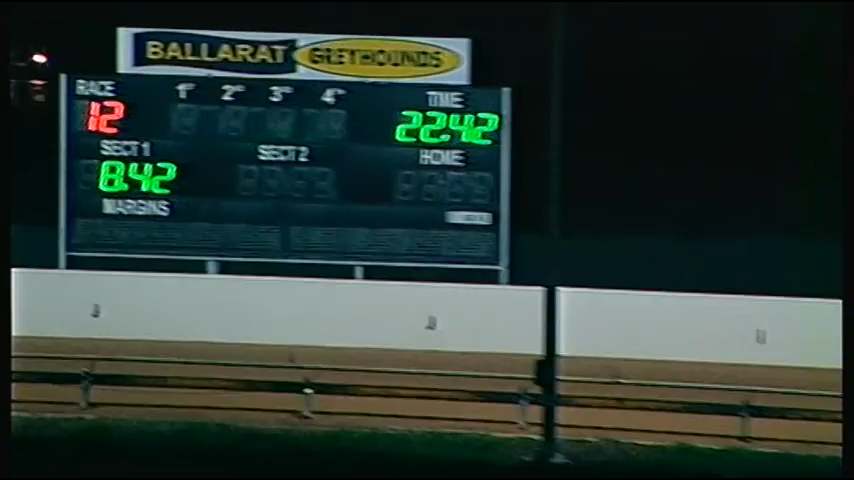 BALLARAT GREYHOUNDS
RACE 1ST 2ND 3RD 4TH TIME
12 22.42
SECT 1 SECT 2 HOME
8.42
MARGINS